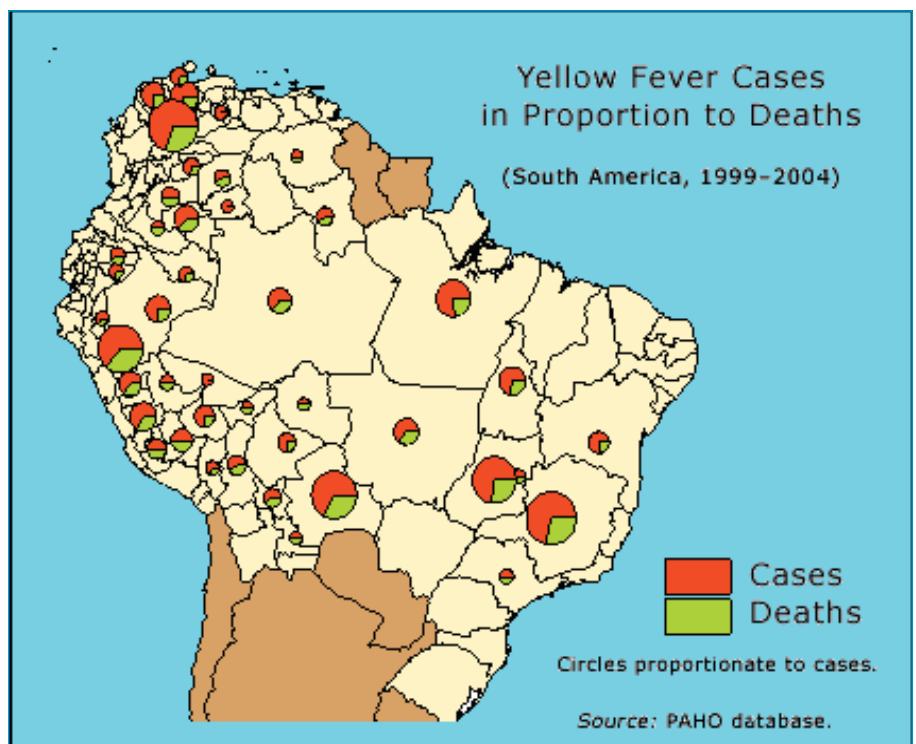 Yellow Fever Cases
in Proportion to Deaths
(South America, 1999–2004)
Cases
Deaths
Circles proportionate to cases.
Source: PAHO database.